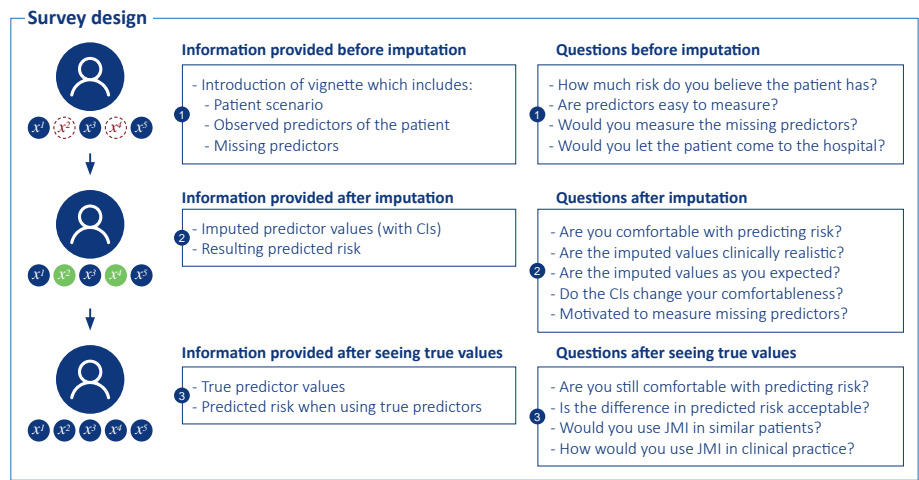 Survey design
Information provided before imputation
1
- Introduction of vignette which includes:
- Patient scenario
- Observed predictors of the patient
- Missing predictors
Questions before imputation
1
- How much risk do you believe the patient has?
- Are predictors easy to measure?
- Would you measure the missing predictors?
- Would you let the patient come to the hospital?
x¹ x² x³ x⁴ x⁵
Information provided after imputation
2
- Imputed predictor values (with CIs)
- Resulting predicted risk
Questions after imputation
2
- Are you comfortable with predicting risk?
- Are the imputed values clinically realistic?
- Are the imputed values as you expected?
- Do the CIs change your comfortableness?
- Motivated to measure missing predictors?
x¹ x² x³ x⁴ x⁵
Information provided after seeing true values
3
- True predictor values
- Predicted risk when using true predictors
Questions after seeing true values
3
- Are you still comfortable with predicting risk?
- Is the difference in predicted risk acceptable?
- Would you use JMI in similar patients?
- How would you use JMI in clinical practice?
x¹ x² x³ x⁴ x⁵